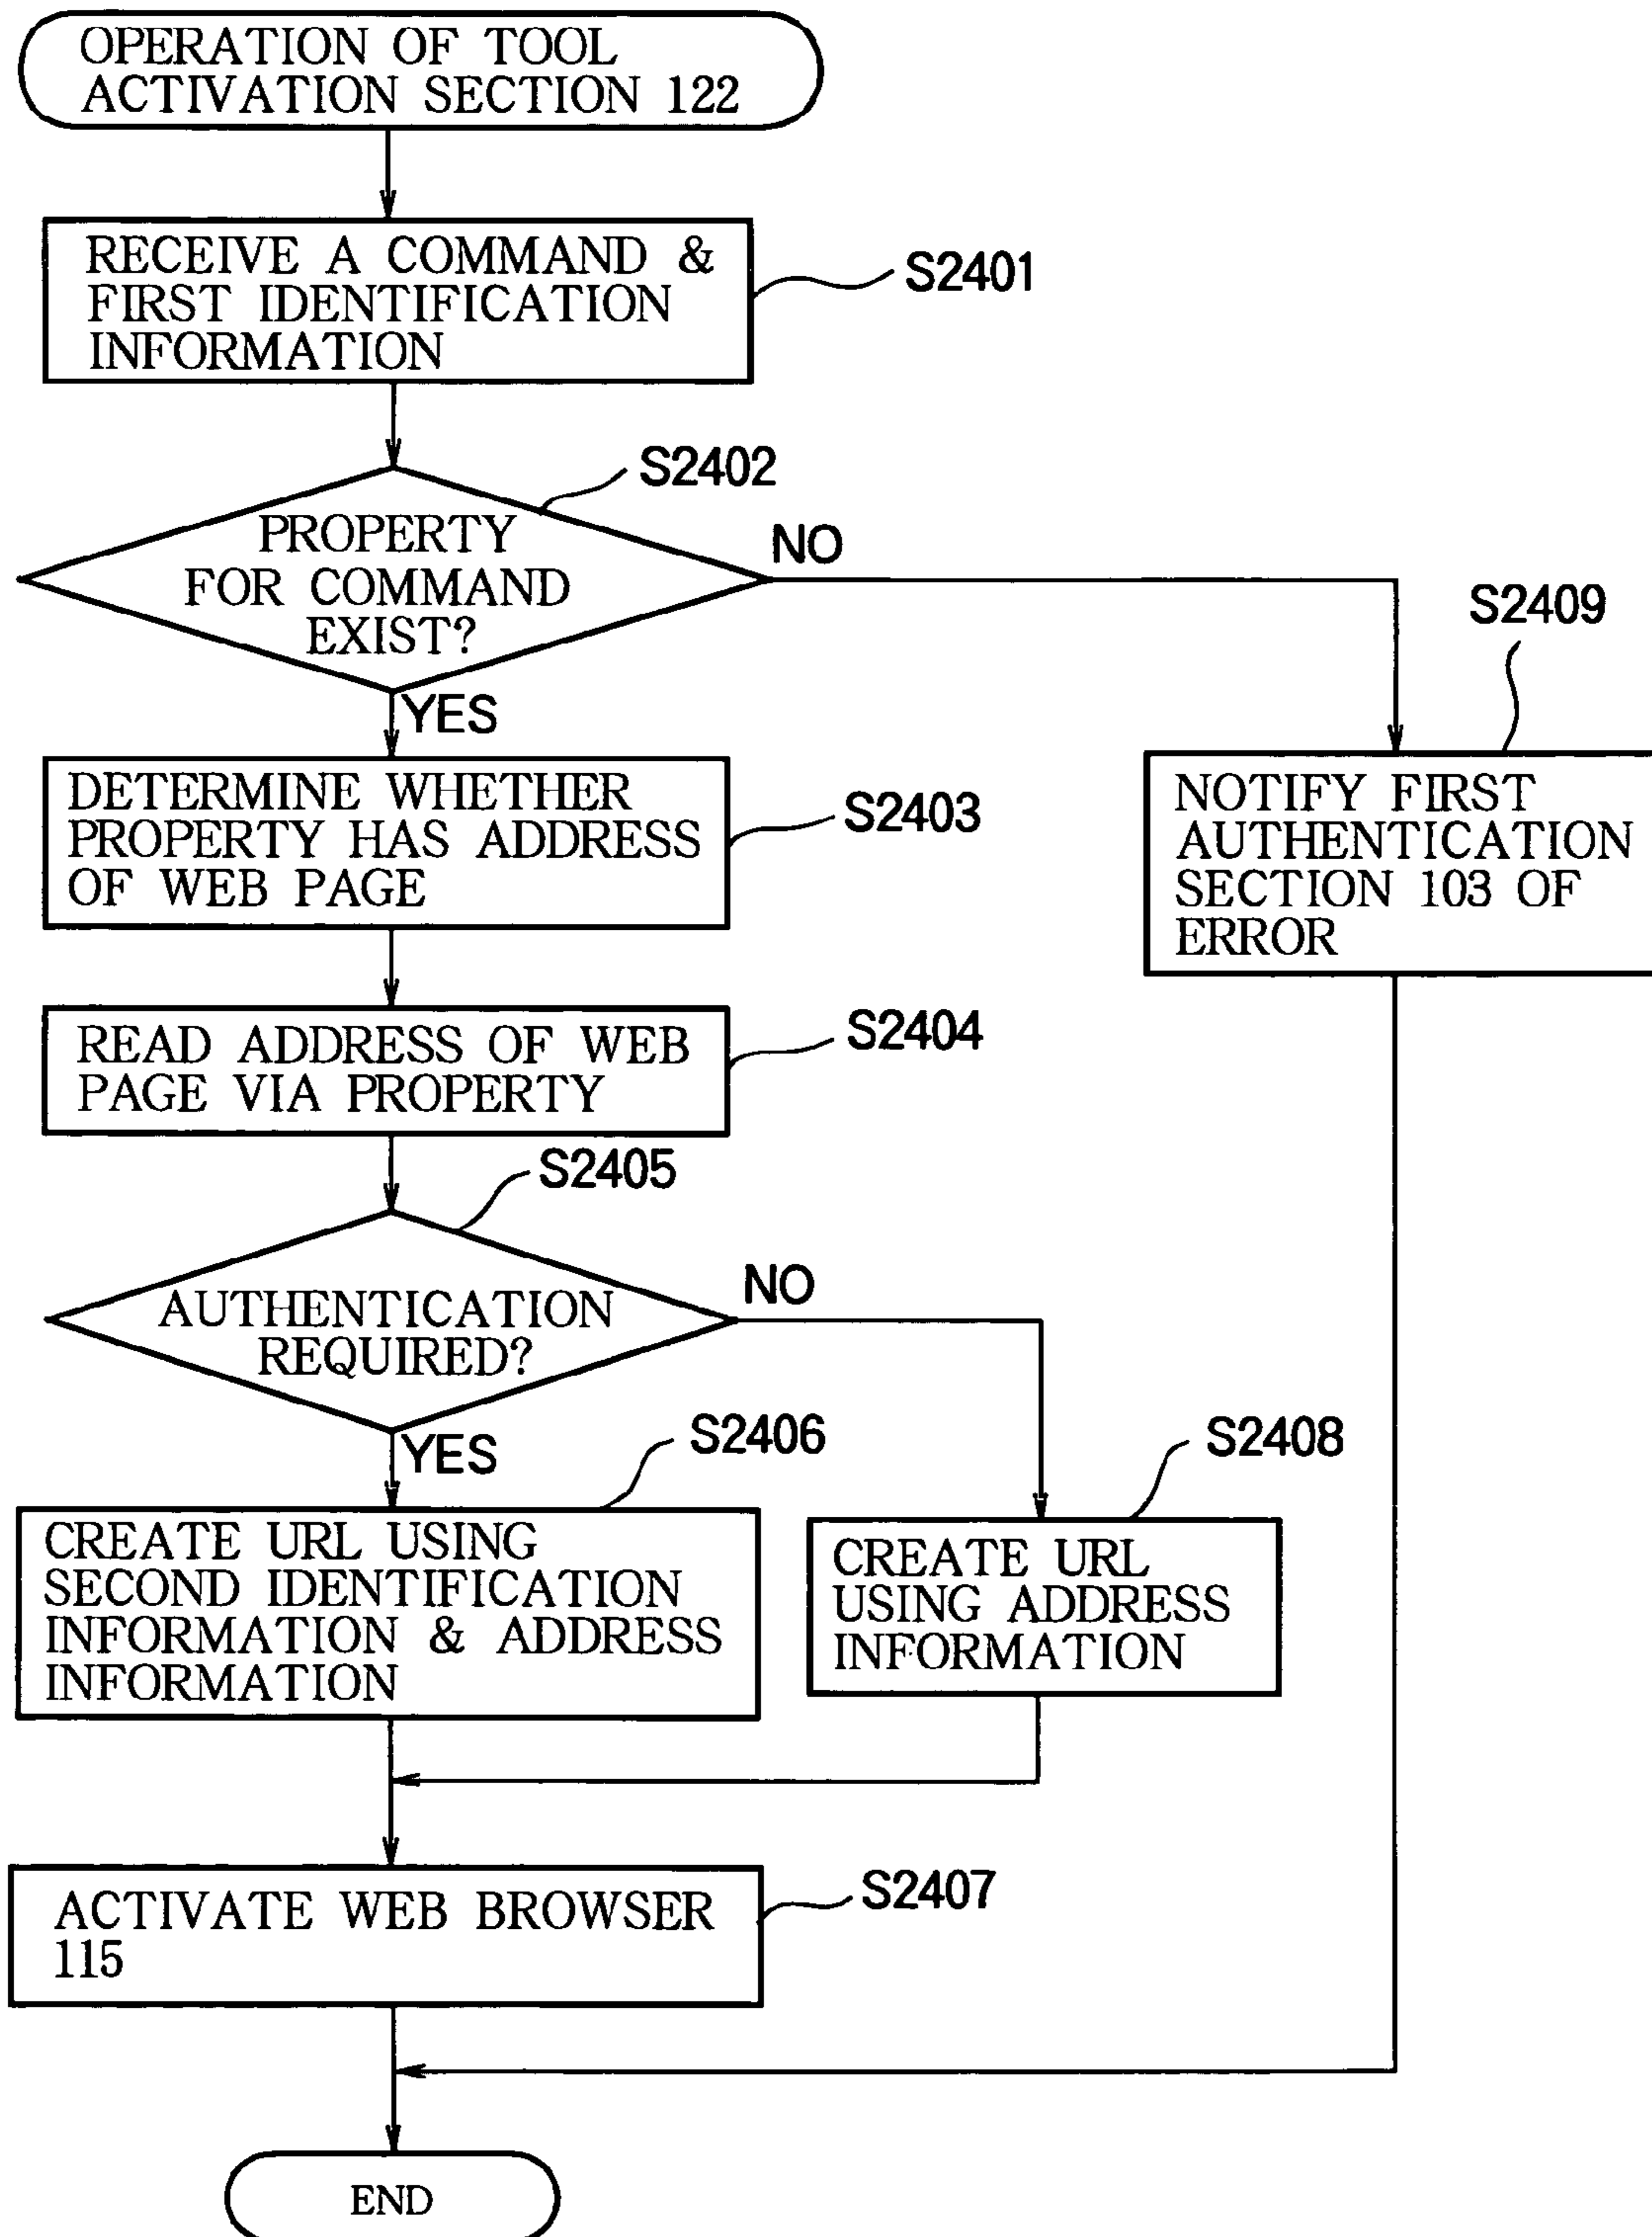 OPERATION OF TOOL
ACTIVATION SECTION 122
RECEIVE A COMMAND &
FIRST IDENTIFICATION
INFORMATION
S2401
S2402
PROPERTY
FOR COMMAND
EXIST?
NO
YES
S2409
DETERMINE WHETHER
PROPERTY HAS ADDRESS
OF WEB PAGE
S2403
NOTIFY FIRST
AUTHENTICATION
SECTION 103 OF
ERROR
READ ADDRESS OF WEB
PAGE VIA PROPERTY
S2404
S2405
AUTHENTICATION
REQUIRED?
NO
YES
S2406
S2408
CREATE URL USING
SECOND IDENTIFICATION
INFORMATION & ADDRESS
INFORMATION
CREATE URL
USING ADDRESS
INFORMATION
ACTIVATE WEB BROWSER
115
S2407
END